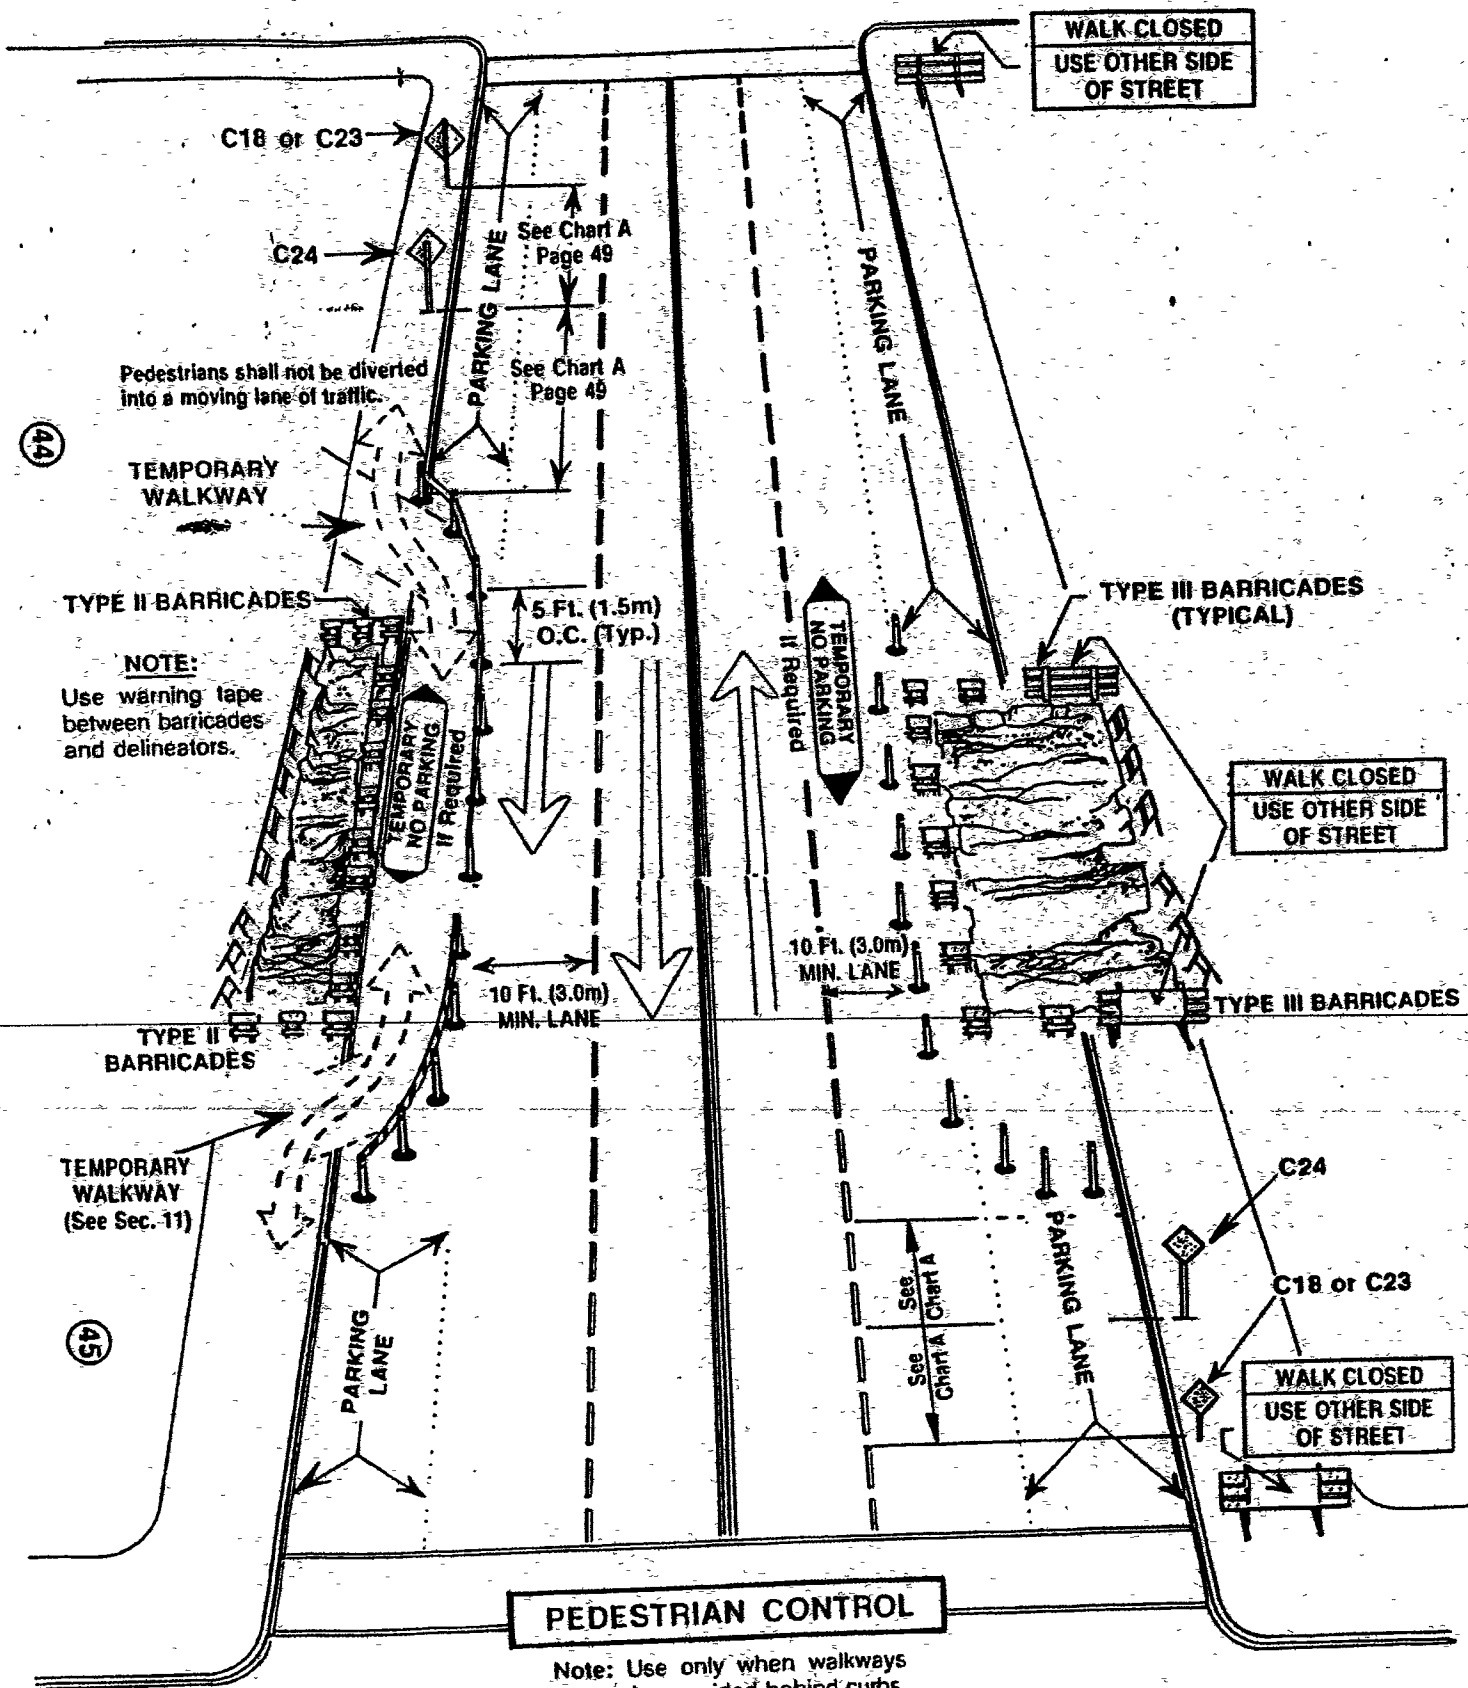 WALK CLOSED
USE OTHER SIDE
OF STREET
C18 or C23
C24
See Chart A
Page 49
PARKING LANE
PARKING LANE
Pedestrians shall not be diverted
into a moving lane of traffic.
See Chart A
Page 49
44
TEMPORARY
WALKWAY
TYPE II BARRICADES
5 Ft. (1.5m)
O.C. (Typ.)
TYPE III BARRICADES
(TYPICAL)
NOTE:
Use warning tape
between barricades
and delineators.
TEMPORARY
NO PARKING
If Required
TEMPORARY
NO PARKING
If Required
WALK CLOSED
USE OTHER SIDE
OF STREET
10 Ft. (3.0m)
MIN. LANE
10 Ft. (3.0m)
MIN. LANE
TYPE III BARRICADES
TYPE II
BARRICADES
TEMPORARY
WALKWAY
(See Sec. 11)
C24
See
Chart A
PARKING LANE
C18 or C23
45
PARKING
LANE
See
Chart A
WALK CLOSED
USE OTHER SIDE
OF STREET
PEDESTRIAN CONTROL
Note: Use only when walkways
behind curbs